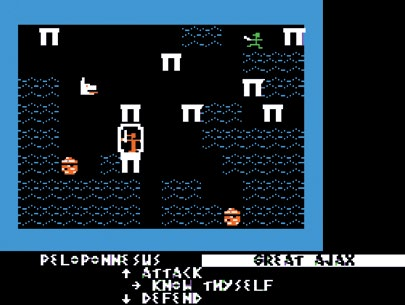 PELOPONNESUS GREAT AJAX
↑ ATTACK
→ KNOW THYSELF
↓ DEFEND